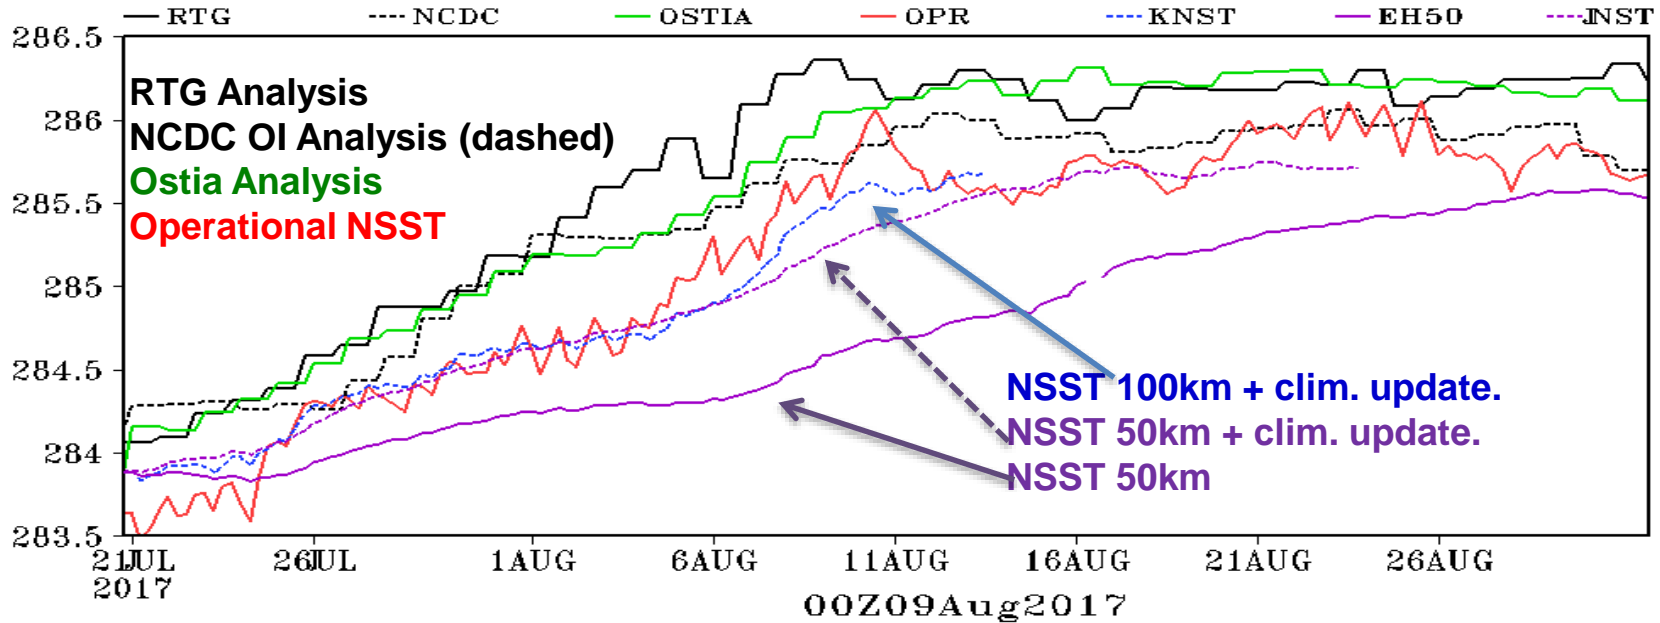 RTG NCDC OSTIA OPR KNST EH50 JNST
286.5
286
285.5
285
284.5
284
283.5
RTG Analysis
NCDC OI Analysis (dashed)
Ostia Analysis
Operational NSST
NSST 100km + clim. update.
NSST 50km + clim. update.
NSST 50km
21JUL 26JUL 1AUG 6AUG 11AUG 16AUG 21AUG 26AUG
2017
00Z09Aug2017